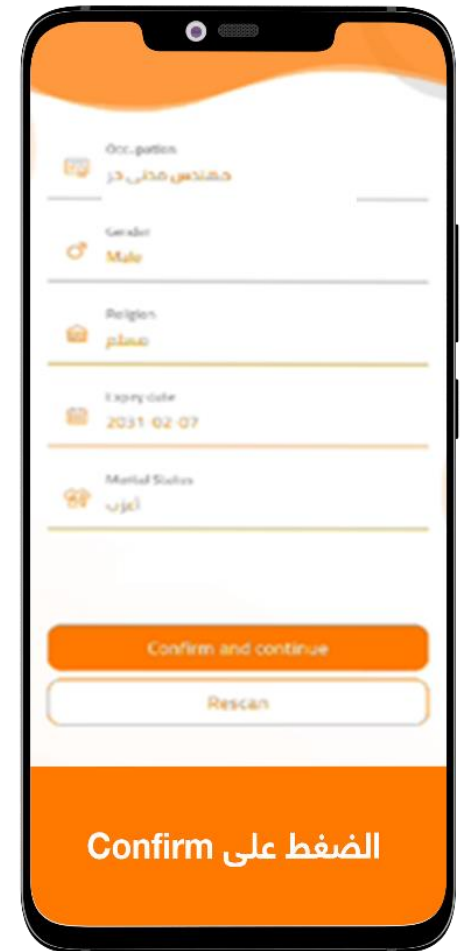 Occupation
مهندس مدنى حر
Gender
Male
Religion
مسلم
Expiry date
2031-02-07
Marital Status
أعزب
Confirm and continue
Rescan
الضغط على Confirm